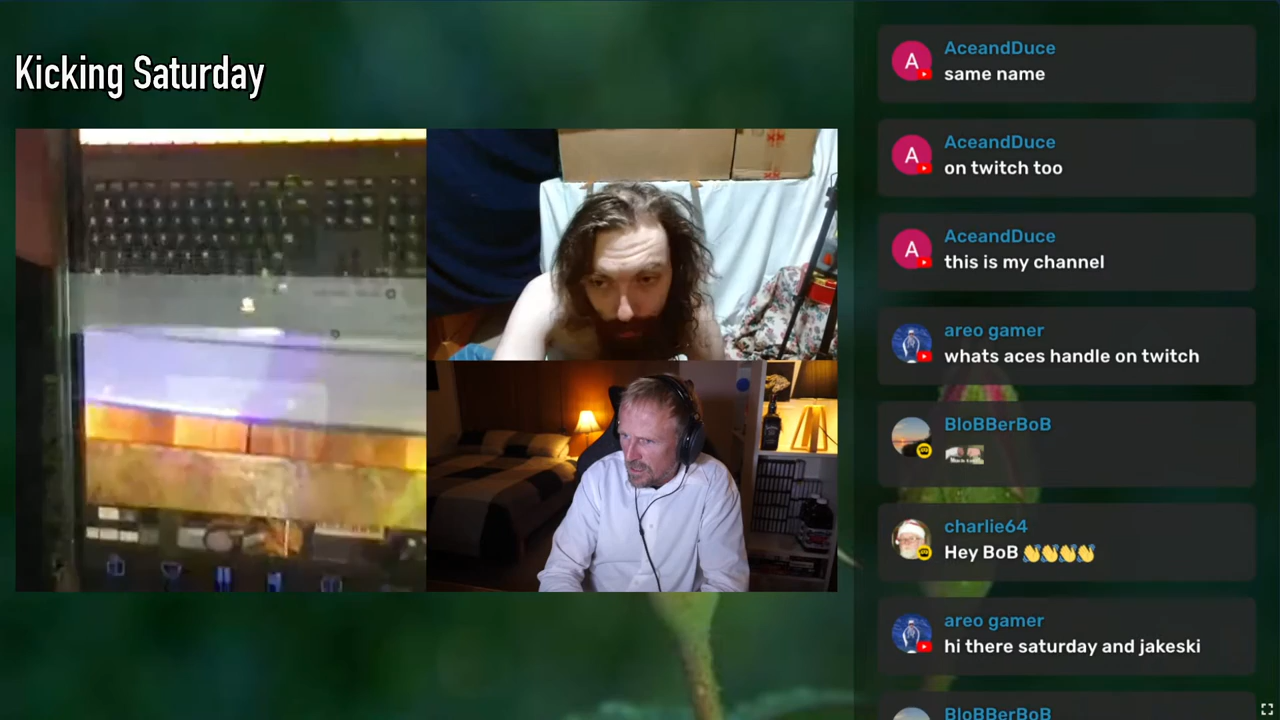 Kicking Saturday
AceandDuce
same name
AceandDuce
on twitch too
AceandDuce
this is my channel
areo gamer
whats aces handle on twitch
BloBBerBoB
charlie64
Hey BoB 👏👏👏👏
areo gamer
hi there saturday and jakeski
BloBBerBoB